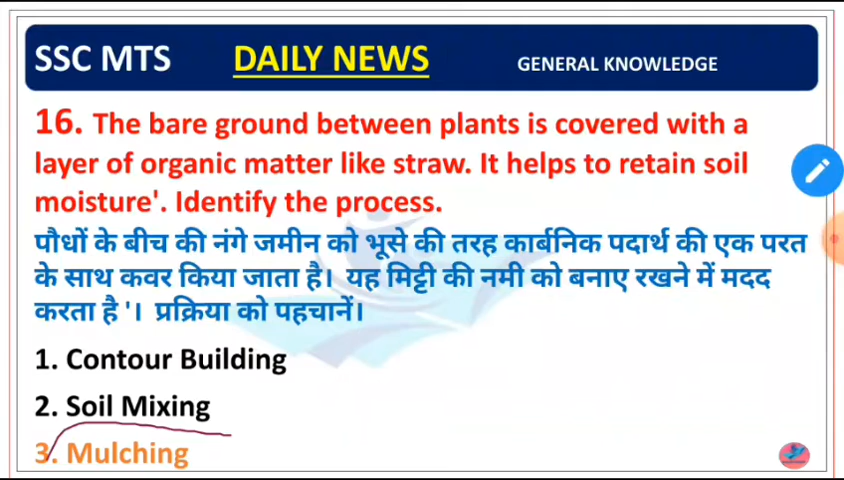 SSC MTS DAILY NEWS GENERAL KNOWLEDGE
16. The bare ground between plants is covered with a
layer of organic matter like straw. It helps to retain soil
moisture'. Identify the process.
पौधों के बीच की नंगे जमीन को भूसे की तरह कार्बनिक पदार्थ की एक परत
के साथ कवर किया जाता है। यह मिट्टी की नमी को बनाए रखने में मदद
करता है '। प्रक्रिया को पहचानें।
1. Contour Building
2. Soil Mixing
3. Mulching